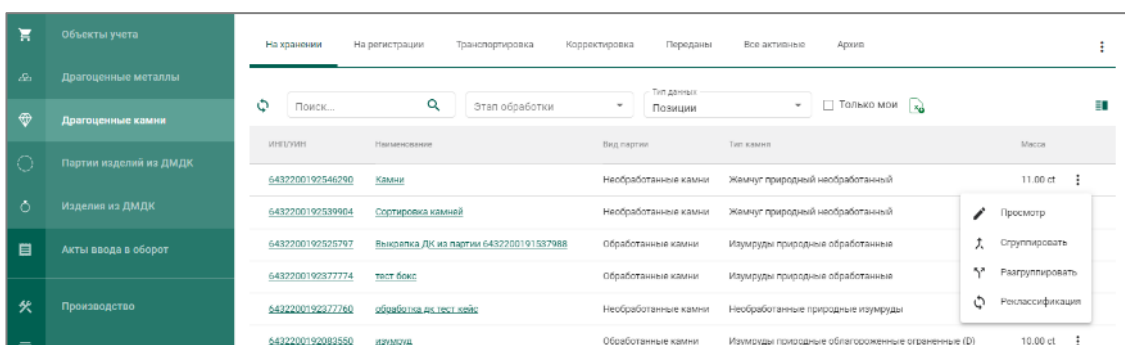 Объекты учета
Драгоценные металлы
Драгоценные камни
Партии изделий из ДМДК
Изделия из ДМДК
Акты ввода в оборот
Производство
На хранении На регистрации Транспортировка Корректировка Переданы Все активные Архив
Тип данных
Поиск... Этап обработки Позиции Только мои
ИНП/УИН Наименование Вид партии Тип камня Масса
6432200192546290 Камни Необработанные камни Жемчуг природный необработанный 11.00 ct
6432200192539904 Сортировка камней Необработанные камни Жемчуг природный необработанный
6432200192525797 Выкрепка ДК из партии 6432200191537988 Обработанные камни Изумруды природные обработанные
6432200192377774 тест бокс Обработанные камни Изумруды природные обработанные
6432200192377760 обработка дк тест кейс Необработанные камни Необработанные природные изумруды
6432200192083550 изумруд Обработанные камни Изумруды природные облагороженные ограненные (D) 10.00 ct
Просмотр
Сгруппировать
Разгруппировать
Реклассификация